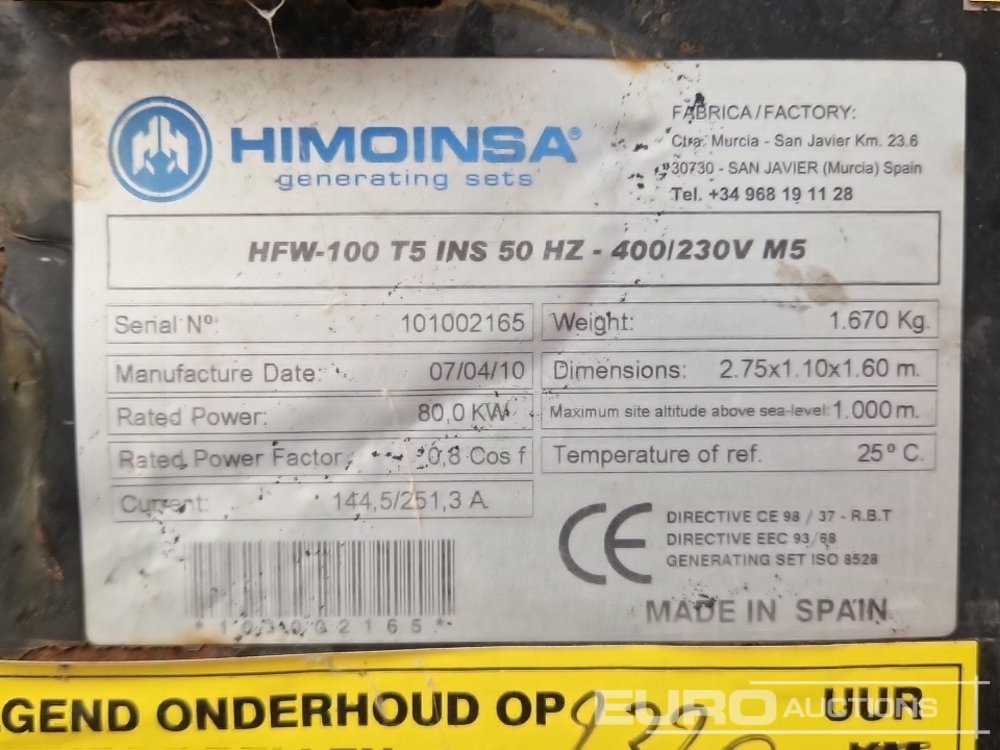 HIMOINSA®
generating sets
FABRICA/FACTORY:
Ctra. Murcia - San Javier Km. 23.6
30730 - SAN JAVIER (Murcia) Spain
Tel. +34 968 19 11 28
HFW-100 T5 INS 50 HZ - 400/230V M5
Serial Nº: 101002165
Weight: 1.670 Kg.
Manufacture Date: 07/04/10
Dimensions: 2.75x1.10x1.60 m.
Rated Power: 80,0 KW
Maximum site altitude above sea-level: 1.000 m.
Rated Power Factor: 0,8 Cos f
Temperature of ref. 25º C.
Current: 144,5/251,3 A
CE
DIRECTIVE CE 98 / 37 - R.B.T
DIRECTIVE EEC 93/68
GENERATING SET ISO 8528
*101002165*
MADE IN SPAIN
GEND ONDERHOUD OP UUR
EURO AUCTIONS